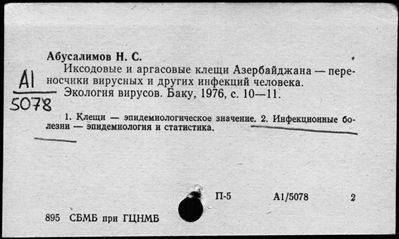 Абусалимов Н. С.
Иксодовые и аргасовые клещи Азербайджана — пере-
носчики вирусных и других инфекций человека.
Экология вирусов. Баку, 1976, с. 10—11.
А1
5078
1. Клещи — эпидемиологическое значение. 2. Инфекционные бо-
лезни — эпидемиология и статистика.
П-5 А1/5078 2
895 СБМБ при ГЦНМБ